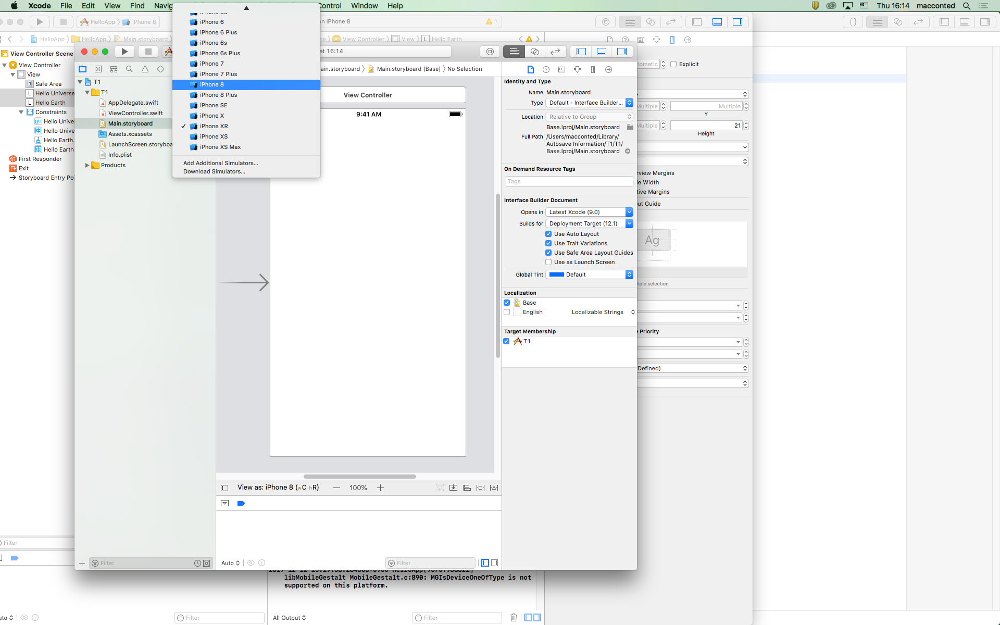 Xcode File Edit View Find Navig Control Window Help Thu 16:14 macconted
HelloApp iPhone 8
on iPhone 8 1
HelloApp HelloApp Main.storyboard
View Controller View L Hello Earth
View Controller Scene
View Controller
View
Safe Area
L Hello Universe
L Hello Earth
Constraints
Hello Unive
Hello Unive
Hello Earth.
Hello Earth
First Responder
Exit
Storyboard Entry Poi
Filter
T1
T1
AppDelegate.swift
ViewController.swift
Main.storyboard
Assets.xcassets
LaunchScreen.storyboa
Info.plist
Products
Filter
iPhone 6
iPhone 6 Plus
iPhone 6s
iPhone 6s Plus
iPhone 7
iPhone 7 Plus
iPhone 8
iPhone 8 Plus
iPhone SE
iPhone X
iPhone XR
iPhone XS
iPhone XS Max
Add Additional Simulators...
Download Simulators...
at 16:14
ain.storyboard Main.storyboard (Base) No Selection
View Controller
9:41 AM
View as: iPhone 8 (wC hR) — 100% +
Auto
Filter
Identity and Type
Name Main.storyboard
Type Default - Interface Builder...
Location Relative to Group
Base.lproj/Main.storyboard
Full Path /Users/macconted/Library/
Autosave Information/T1/T1/
Base.lproj/Main.storyboard
On Demand Resource Tags
Tags
Interface Builder Document
Opens in Latest Xcode (9.0)
Builds for Deployment Target (12.1)
Use Auto Layout
Use Trait Variations
Use Safe Area Layout Guides
Use as Launch Screen
Global Tint Default
Localization
Base
English Localizable Strings
Target Membership
T1
tomatic Explicit
Multiple Multiple
Y
Multiple 21
Height
rview Margins
e Width
tive Margins
ut Guide
Ag
tiple selection
e Priority
Defined)
libMobileGestalt MobileGestalt.c:890: MGIsDeviceOneOfType is not
supported on this platform.
uto
Filter
All Output
Filter